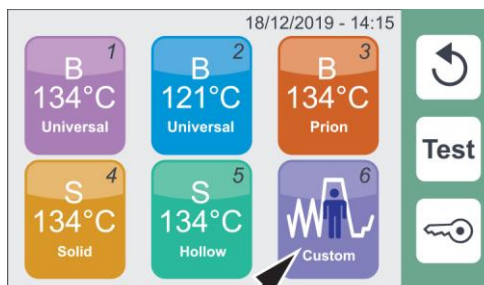 18/12/2019 - 14:15
1
B
134°C
Universal
2
B
121°C
Universal
3
B
134°C
Prion
4
S
134°C
Solid
5
S
134°C
Hollow
6
Custom
Test